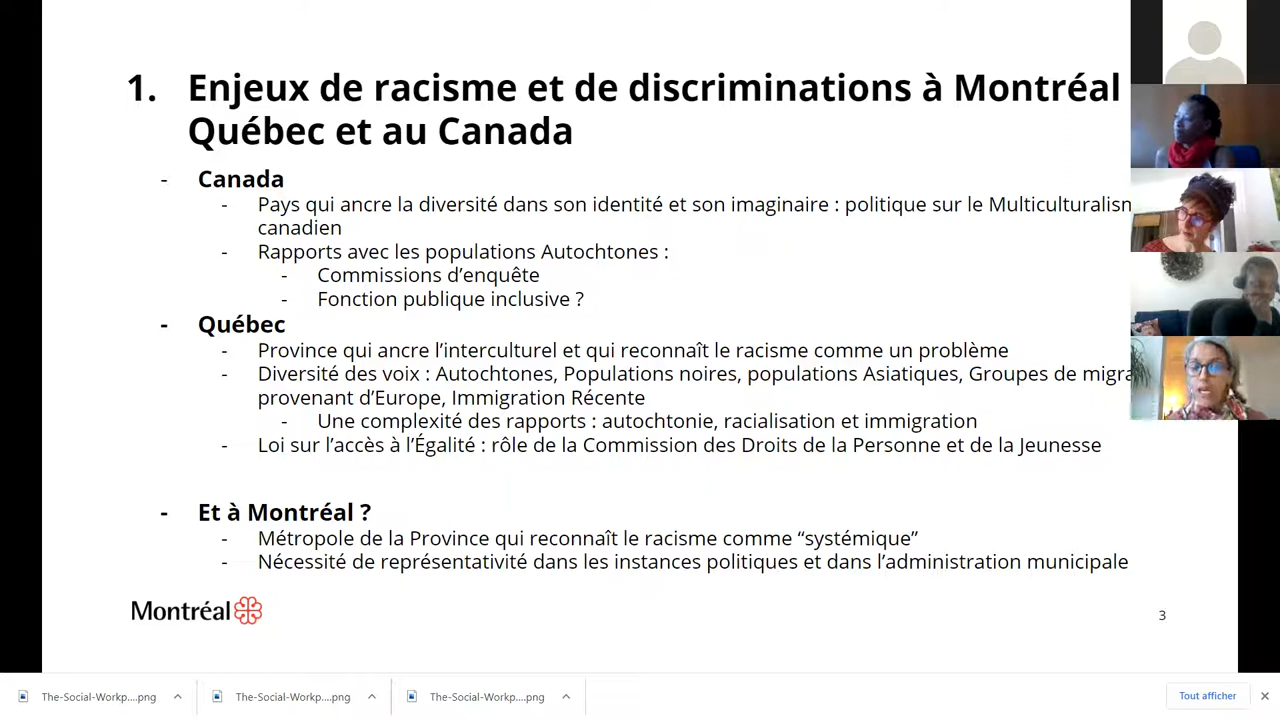 1. Enjeux de racisme et de discriminations à Montréal
Québec et au Canada
- Canada
- Pays qui ancre la diversité dans son identité et son imaginaire : politique sur le Multiculturalism
canadien
- Rapports avec les populations Autochtones :
- Commissions d’enquête
- Fonction publique inclusive ?
- Québec
- Province qui ancre l’interculturel et qui reconnaît le racisme comme un problème
- Diversité des voix : Autochtones, Populations noires, populations Asiatiques, Groupes de migra
provenant d’Europe, Immigration Récente
- Une complexité des rapports : autochtonie, racialisation et immigration
- Loi sur l’accès à l’Égalité : rôle de la Commission des Droits de la Personne et de la Jeunesse
- Et à Montréal ?
- Métropole de la Province qui reconnaît le racisme comme “systémique”
- Nécessité de représentativité dans les instances politiques et dans l’administration municipale
Montréal
3
The-Social-Workp....png The-Social-Workp....png The-Social-Workp....png Tout afficher